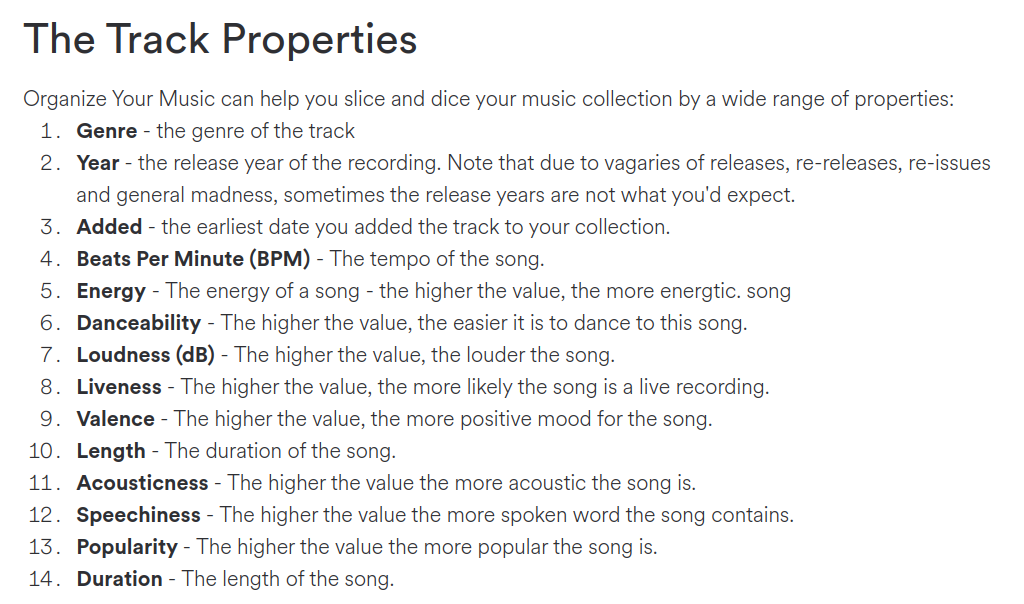 The Track Properties
Organize Your Music can help you slice and dice your music collection by a wide range of properties:
1. Genre - the genre of the track
2. Year - the release year of the recording. Note that due to vagaries of releases, re-releases, re-issues
and general madness, sometimes the release years are not what you'd expect.
3. Added - the earliest date you added the track to your collection.
4. Beats Per Minute (BPM) - The tempo of the song.
5. Energy - The energy of a song - the higher the value, the more energtic. song
6. Danceability - The higher the value, the easier it is to dance to this song.
7. Loudness (dB) - The higher the value, the louder the song.
8. Liveness - The higher the value, the more likely the song is a live recording.
9. Valence - The higher the value, the more positive mood for the song.
10. Length - The duration of the song.
11. Acousticness - The higher the value the more acoustic the song is.
12. Speechiness - The higher the value the more spoken word the song contains.
13. Popularity - The higher the value the more popular the song is.
14. Duration - The length of the song.